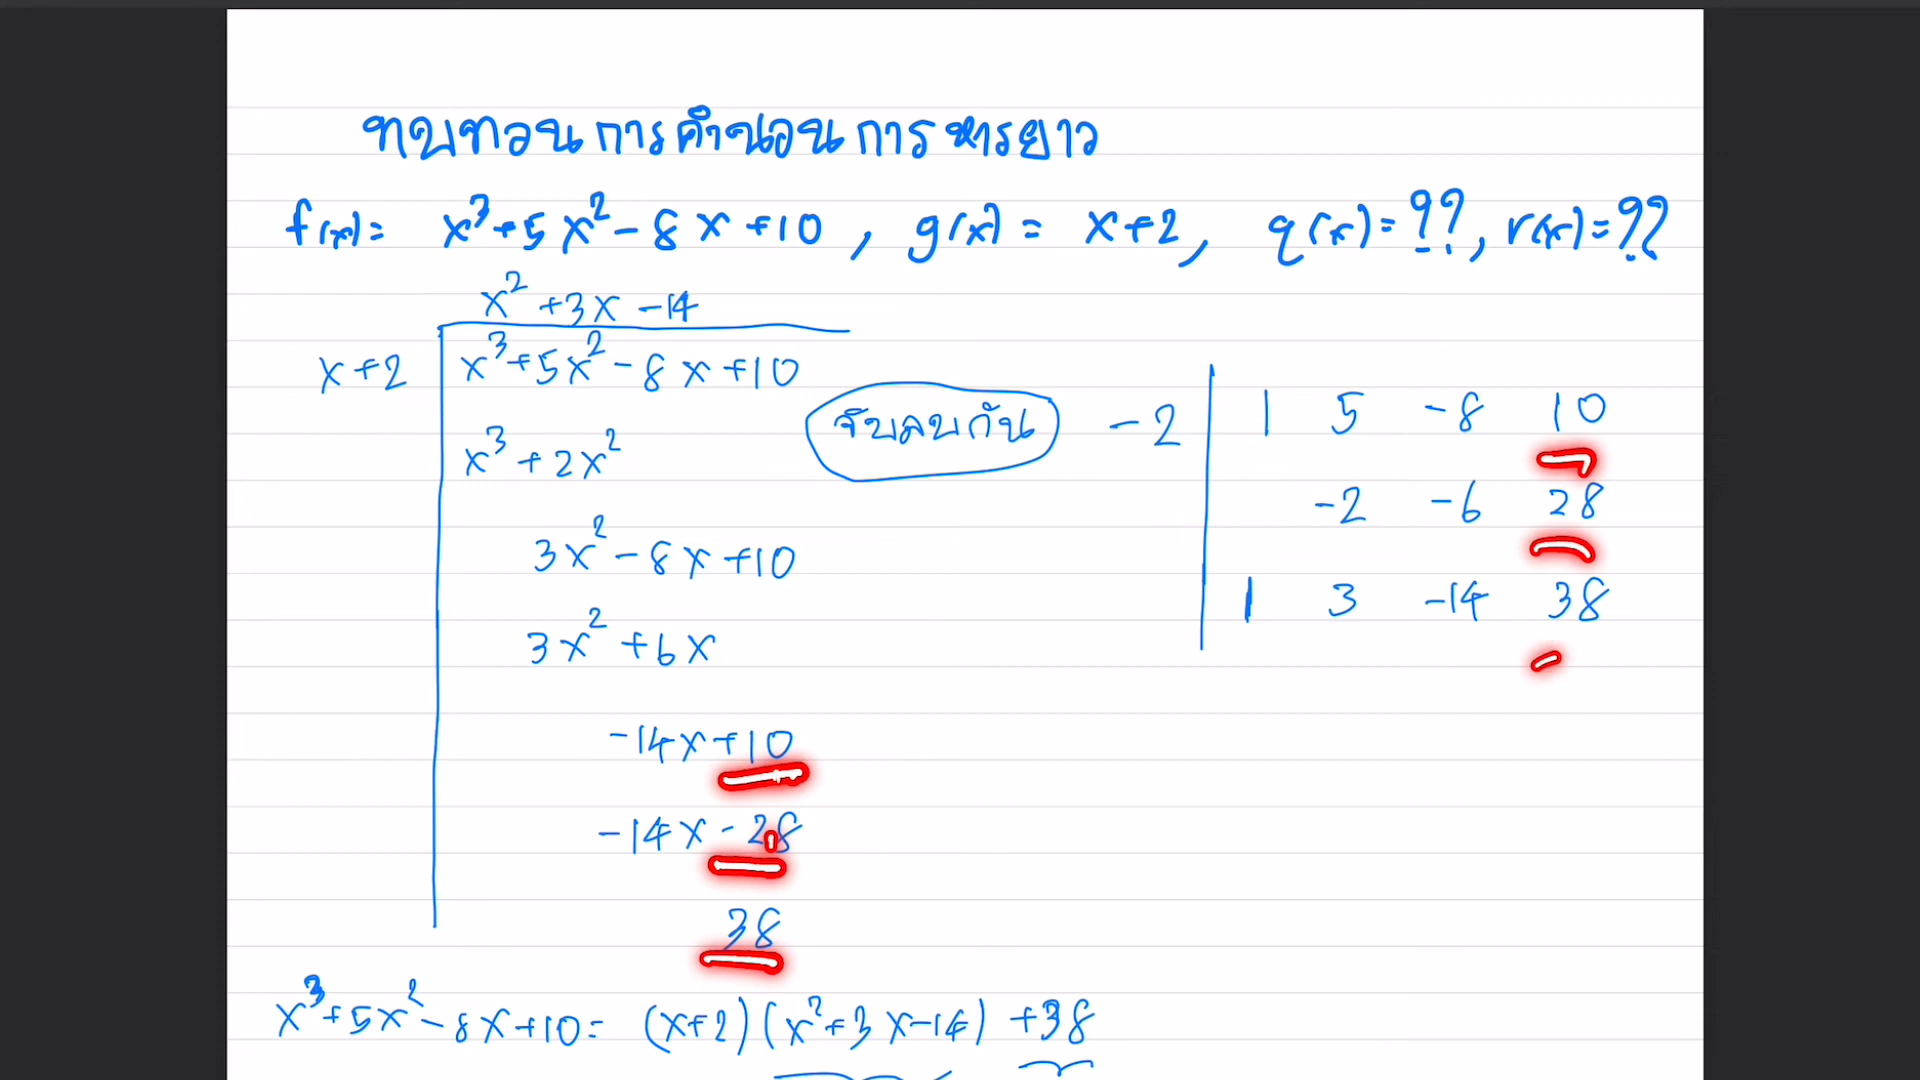 ทบทวนการคำนวนการหารยาว
f(x)= x³+5x²-8x+10, g(x) = x+2, q(x)=??, r(x)=??
x²+3x-14
x+2
x³+5x²-8x+10
x³+2x²
3x²-8x+10
3x²+6x
-14x+10
-14x-28
38
จับลบกัน
-2
1 5 -8 10
-2 -6 28
1 3 -14 38
x³+5x²-8x+10= (x+2)(x²+3x-14)+38